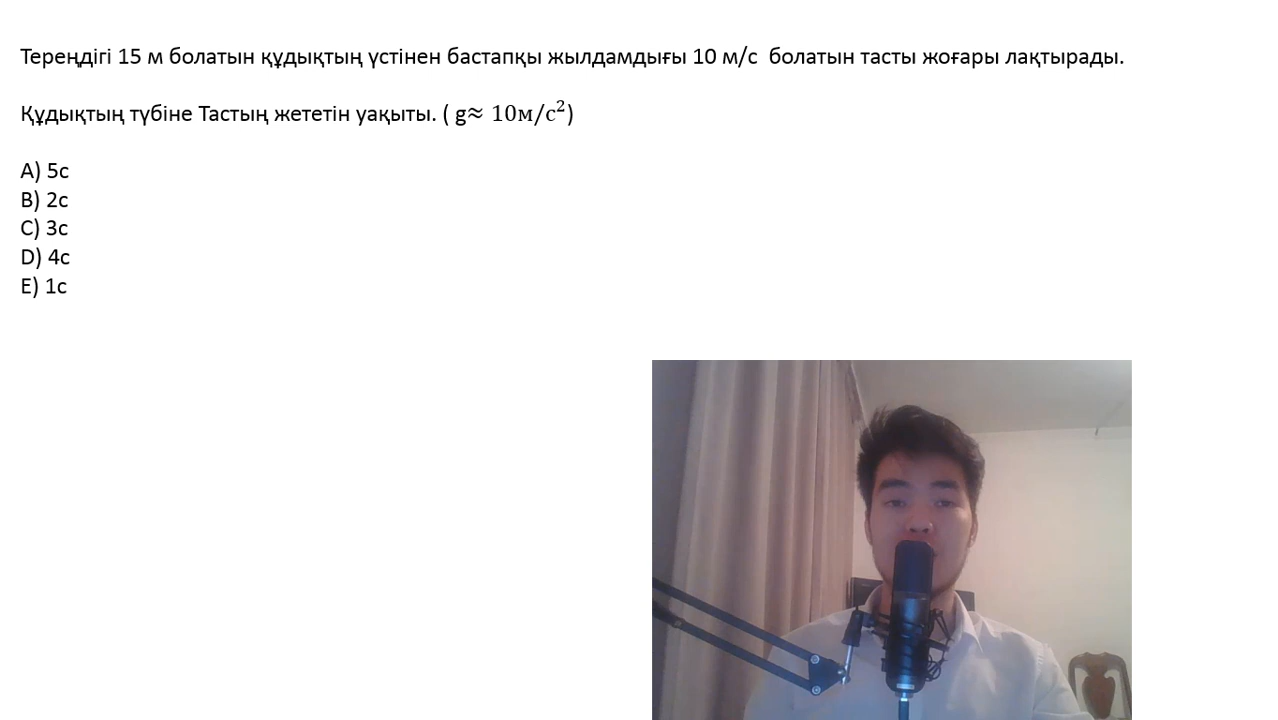 Тереңдігі 15 м болатын құдықтың үстінен бастапқы жылдамдығы 10 м/с болатын тасты жоғары лақтырады.
Құдықтың түбіне Тастың жететін уақыты. ( g≈ 10м/с²)
A) 5с
B) 2с
C) 3с
D) 4с
E) 1с